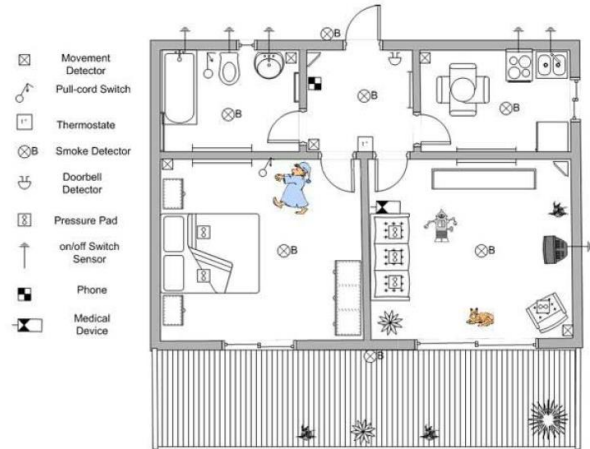 Movement
Detector
Pull-cord Switch
Thermostate
t°
B Smoke Detector
Doorbell
Detector
Pressure Pad
on/off Switch
Sensor
Phone
Medical
Device
B
B
B
B
t°
B
B
B